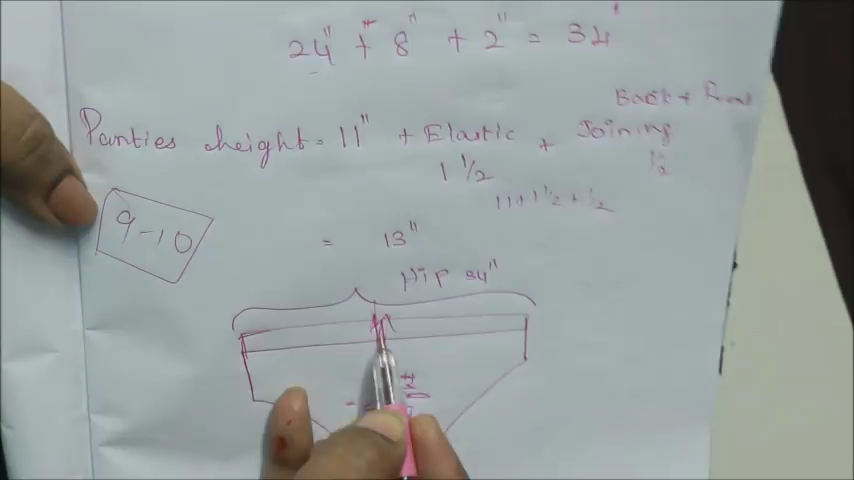 24" + 8" + 2" = 34"
Back +
Panties height = 11" + Elastic + Joining
1 1/2 1/2
11+1 1/2+1/2
9-10
= 13"
Hip 34"